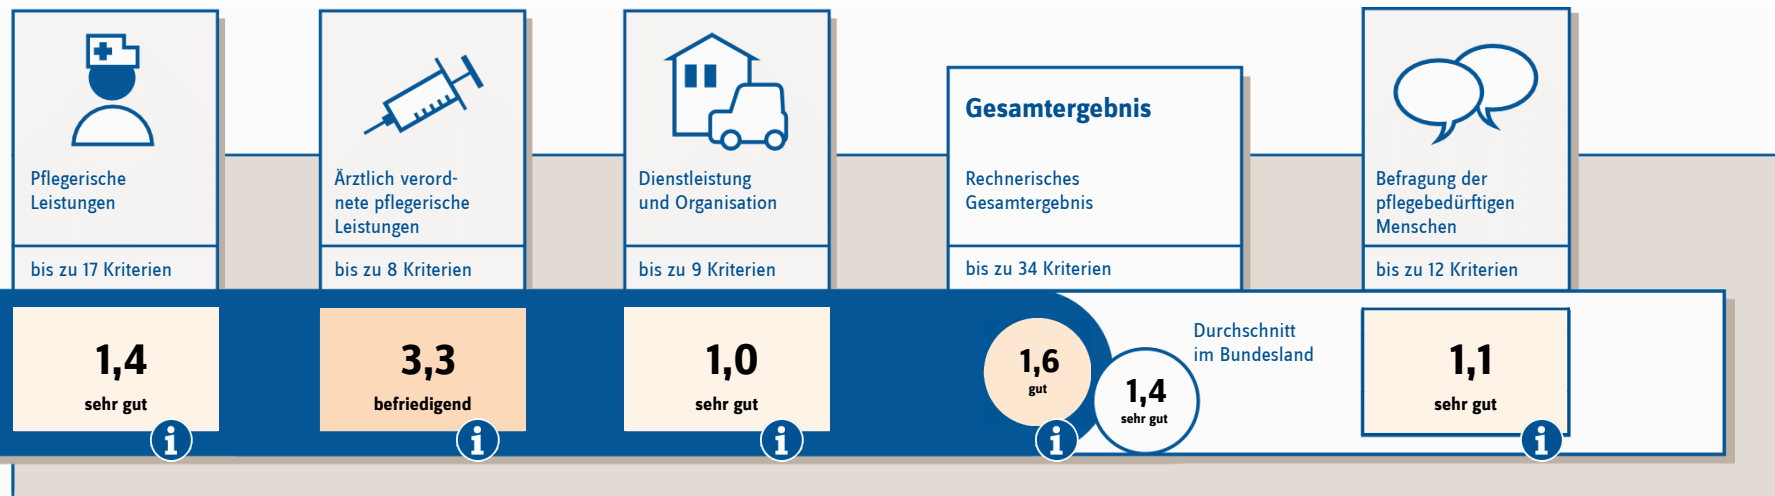 Pflegerische
Leistungen
bis zu 17 Kriterien
1,4
sehr gut
i
Ärztlich verord-
nete pflegerische
Leistungen
bis zu 8 Kriterien
3,3
befriedigend
i
Dienstleistung
und Organisation
bis zu 9 Kriterien
1,0
sehr gut
i
Gesamtergebnis
Rechnerisches
Gesamtergebnis
bis zu 34 Kriterien
1,6
gut
i
Durchschnitt
im Bundesland
1,4
sehr gut
Befragung der
pflegebedürftigen
Menschen
bis zu 12 Kriterien
1,1
sehr gut
i